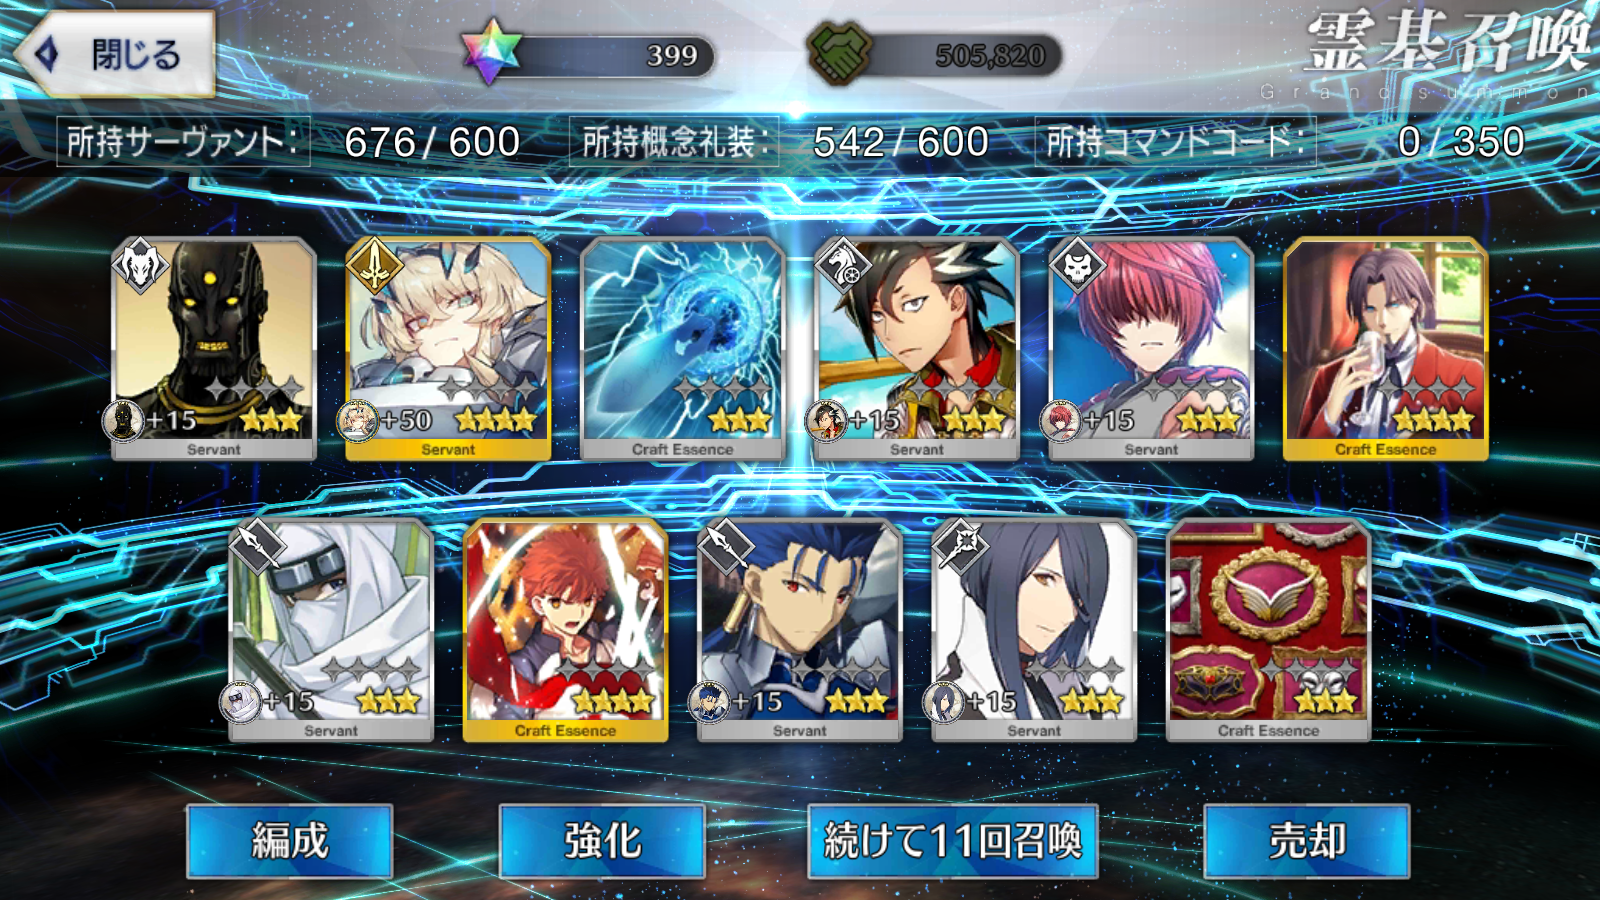 閉じる
399
505,820
霊基召喚
Grand summon
所持サーヴァント: 676/600
所持概念礼装: 542/600
所持コマンドコード: 0/350
+15
Servant
+50
Servant
Craft Essence
+15
Servant
+15
Servant
Craft Essence
+15
Servant
Craft Essence
+15
Servant
+15
Servant
Craft Essence
編成
強化
続けて11回召喚
売却